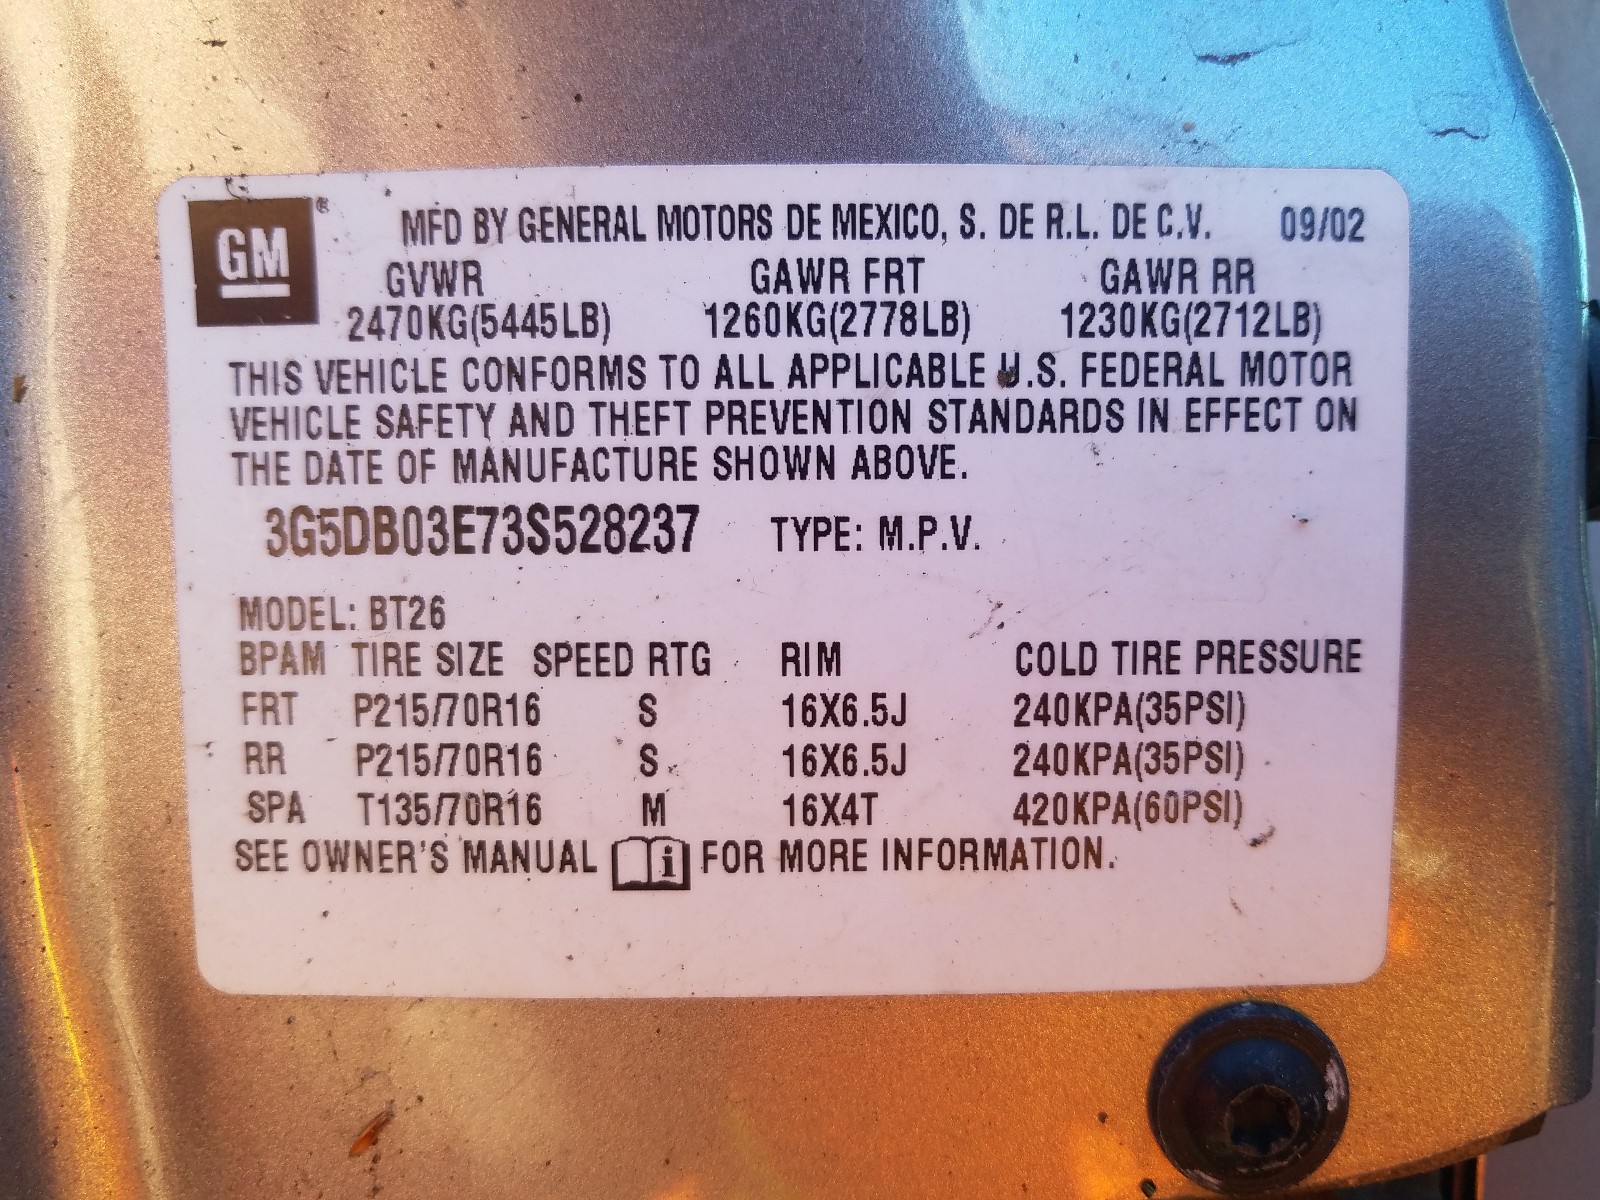 GM ® MFD BY GENERAL MOTORS DE MEXICO, S. DE R.L. DE C.V. 09/02
GVWR GAWR FRT GAWR RR
2470KG(5445LB) 1260KG(2778LB) 1230KG(2712LB)
THIS VEHICLE CONFORMS TO ALL APPLICABLE U.S. FEDERAL MOTOR
VEHICLE SAFETY AND THEFT PREVENTION STANDARDS IN EFFECT ON
THE DATE OF MANUFACTURE SHOWN ABOVE.
3G5DB03E73S528237 TYPE: M.P.V.
MODEL: BT26
BPAM TIRE SIZE SPEED RTG RIM COLD TIRE PRESSURE
FRT P215/70R16 S 16X6.5J 240KPA(35PSI)
RR P215/70R16 S 16X6.5J 240KPA(35PSI)
SPA T135/70R16 M 16X4T 420KPA(60PSI)
SEE OWNER'S MANUAL i FOR MORE INFORMATION.